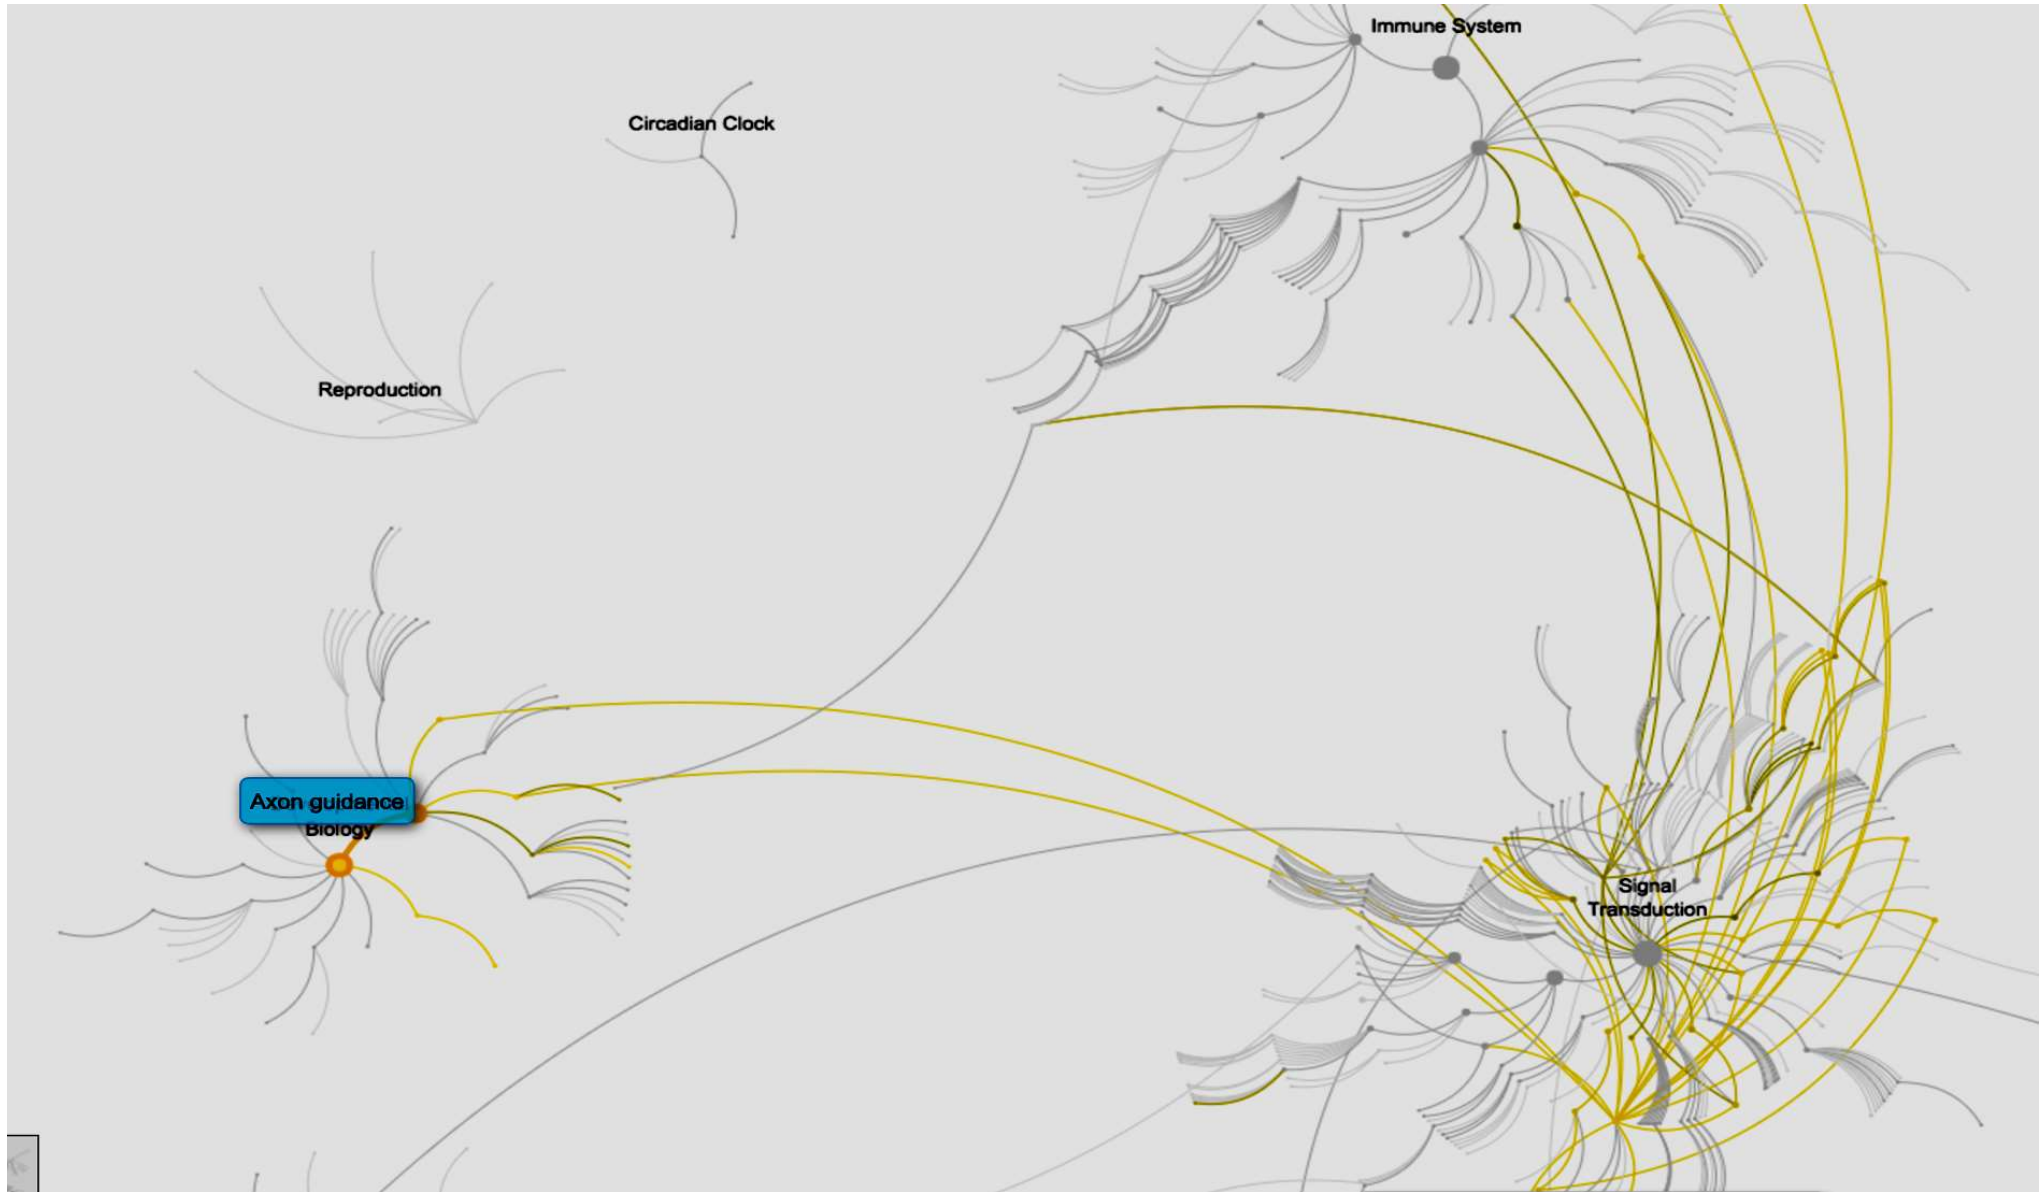 Immune System
Circadian Clock
Reproduction
Axon guidance
Biology
Signal
Transduction